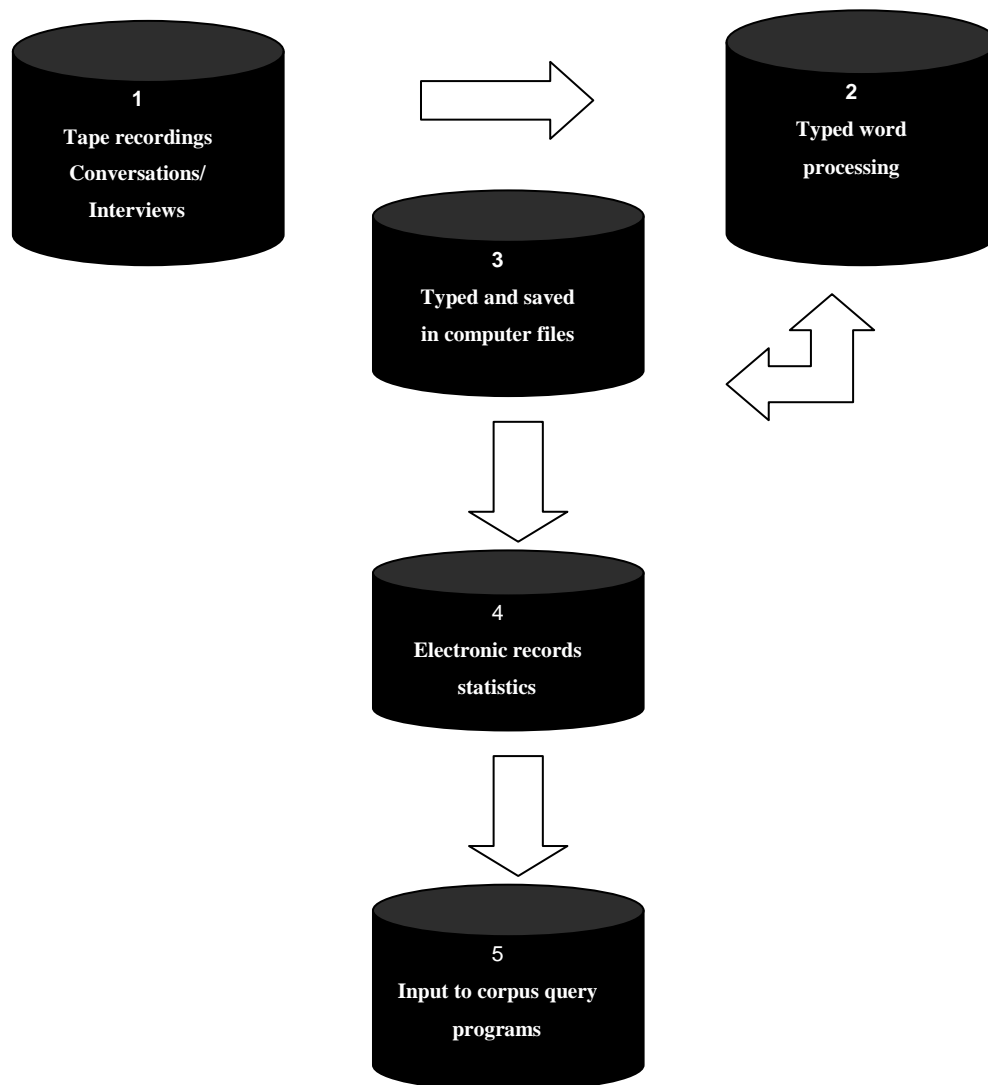 1
Tape recordings
Conversations/
Interviews
2
Typed word
processing
3
Typed and saved
in computer files
4
Electronic records
statistics
5
Input to corpus query
programs